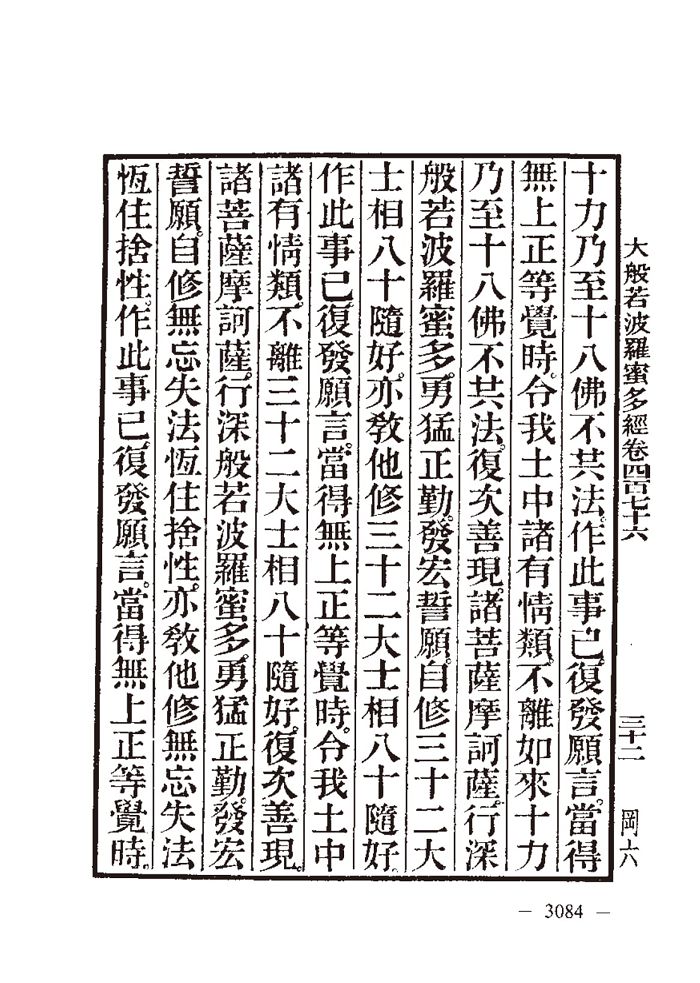 大般若波羅蜜多經卷四百七十六 三十二 岡六
十力乃至十八佛不共法。作此事已。復發願言。當得
無上正等覺時。令我土中諸有情類。不離如來十力
乃至十八佛不共法。復次善現。諸菩薩摩訶薩。行深
般若波羅蜜多。勇猛正勤。發宏誓願。自修三十二大
士相八十隨好。亦教他修三十二大士相八十隨好。
作此事已。復發願言。當得無上正等覺時。令我土中
諸有情類。不離三十二大士相八十隨好。復次善現。
諸菩薩摩訶薩。行深般若波羅蜜多。勇猛正勤。發宏
誓願。自修無忘失法恆住捨性。亦教他修無忘失法
恆住捨性。作此事已。復發願言。當得無上正等覺時。
— 3084 —